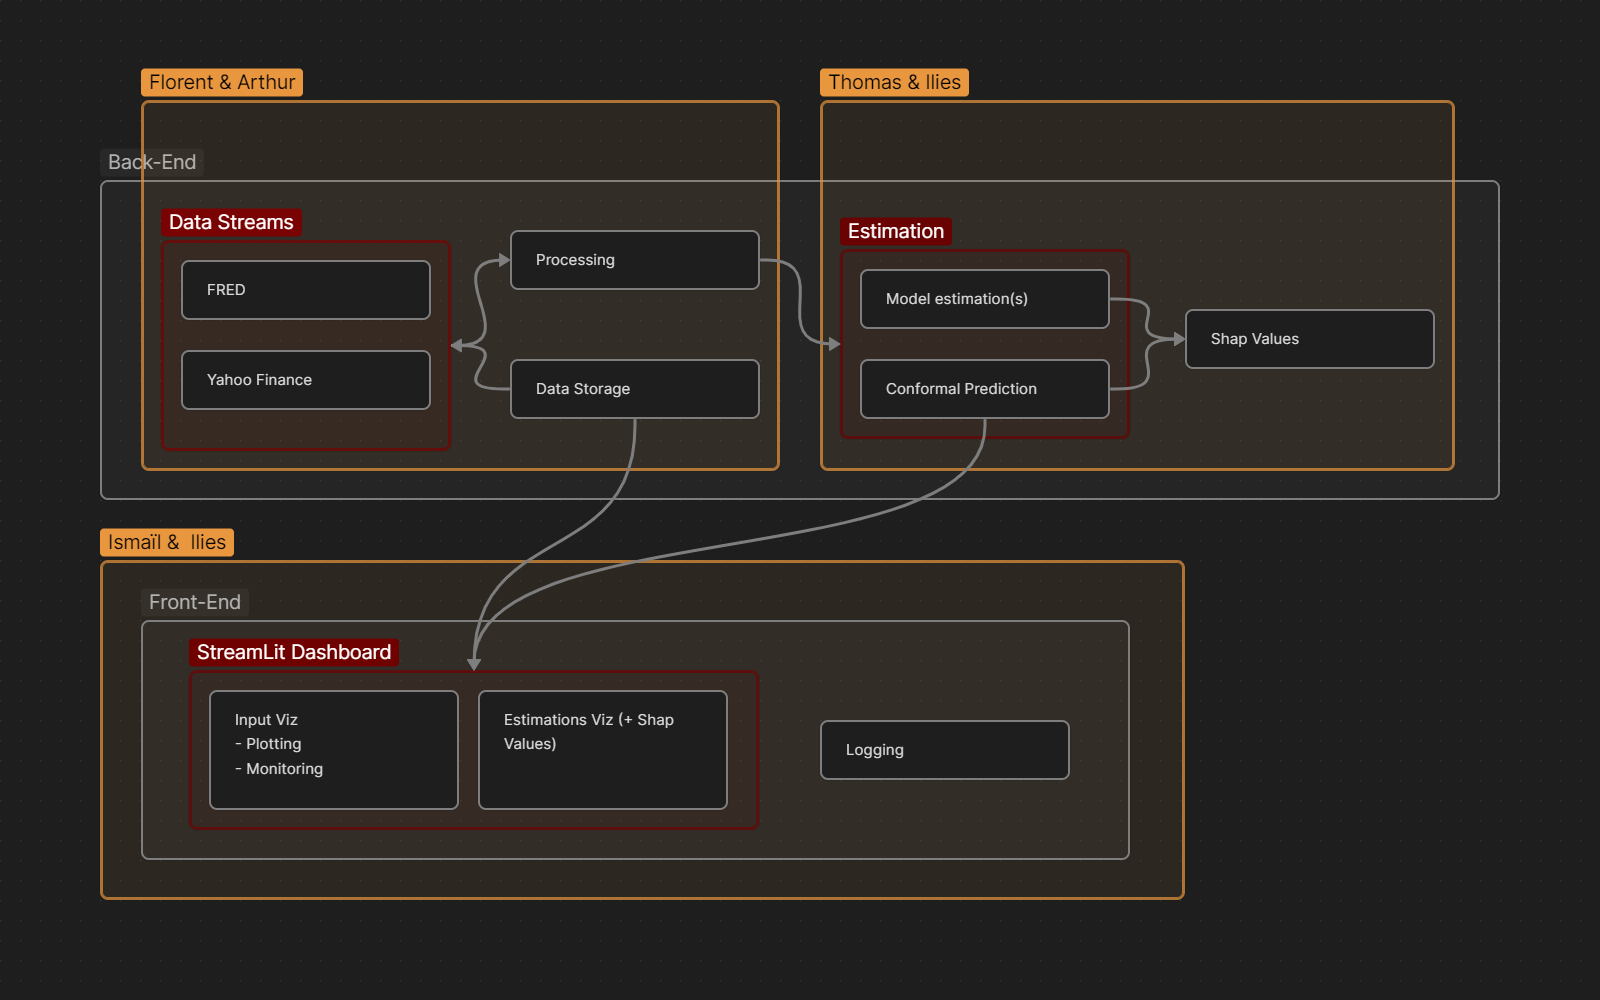 Florent & Arthur
Thomas & Ilies
Back-End
Data Streams
FRED
Yahoo Finance
Processing
Data Storage
Estimation
Model estimation(s)
Conformal Prediction
Shap Values
Ismaïl &  Ilies
Front-End
StreamLit Dashboard
Input Viz
- Plotting
- Monitoring
Estimations Viz (+ Shap
Values)
Logging